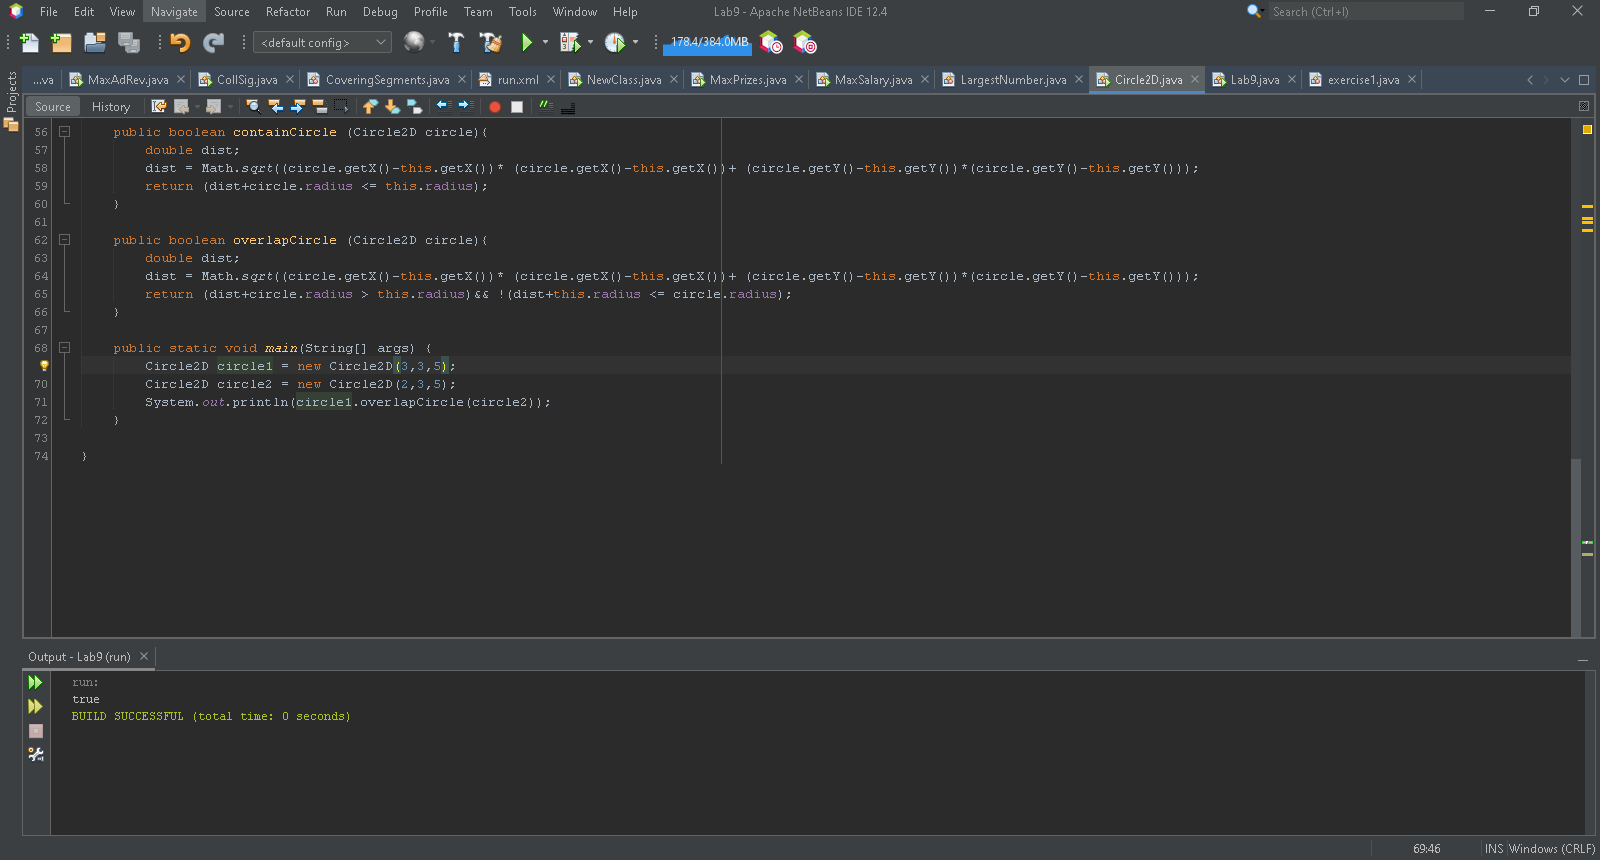 File Edit View Navigate Source Refactor Run Debug Profile Team Tools Window Help Lab9 - Apache NetBeans IDE 12.4 Search (Ctrl+I)
<default config> 178.4/384.0MB
...va MaxAdRev.java CollSig.java CoveringSegments.java run.xml NewClass.java MaxPrizes.java MaxSalary.java LargestNumber.java Circle2D.java Lab9.java exercise1.java
Projects
Source History
56 public boolean containCircle (Circle2D circle){
57 double dist;
58 dist = Math.sqrt((circle.getX()-this.getX())* (circle.getX()-this.getX())+ (circle.getY()-this.getY())*(circle.getY()-this.getY()));
59 return (dist+circle.radius <= this.radius);
60 }
61
62 public boolean overlapCircle (Circle2D circle){
63 double dist;
64 dist = Math.sqrt((circle.getX()-this.getX())* (circle.getX()-this.getX())+ (circle.getY()-this.getY())*(circle.getY()-this.getY()));
65 return (dist+circle.radius > this.radius)&& !(dist+this.radius <= circle.radius);
66 }
67
68 public static void main(String[] args) {
Circle2D circle1 = new Circle2D(3,3,5);
70 Circle2D circle2 = new Circle2D(2,3,5);
71 System.out.println(circle1.overlapCircle(circle2));
72 }
73
74 }
Output - Lab9 (run)
run:
true
BUILD SUCCESSFUL (total time: 0 seconds)
69:46 INS Windows (CRLF)